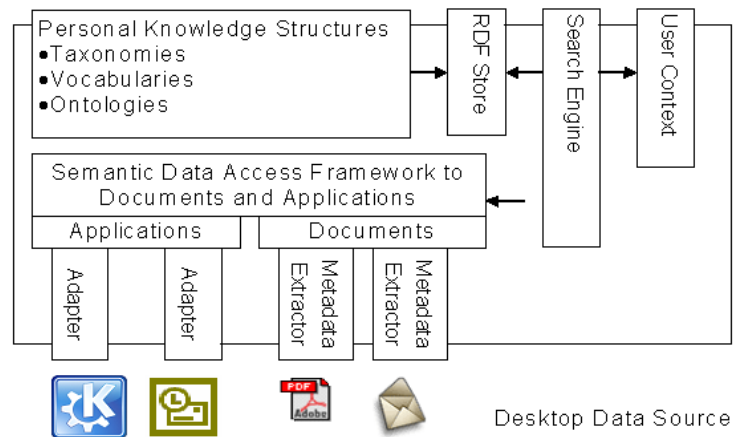 Personal Knowledge Structures
●Taxonomies
●Vocabularies
●Ontologies
RDF Store
Search Engine
User Context
Semantic Data Access Framework to
Documents and Applications
Applications
Documents
Adapter
Adapter
Metadata
Extractor
Metadata
Extractor
K
PDF
Adobe
Desktop Data Source